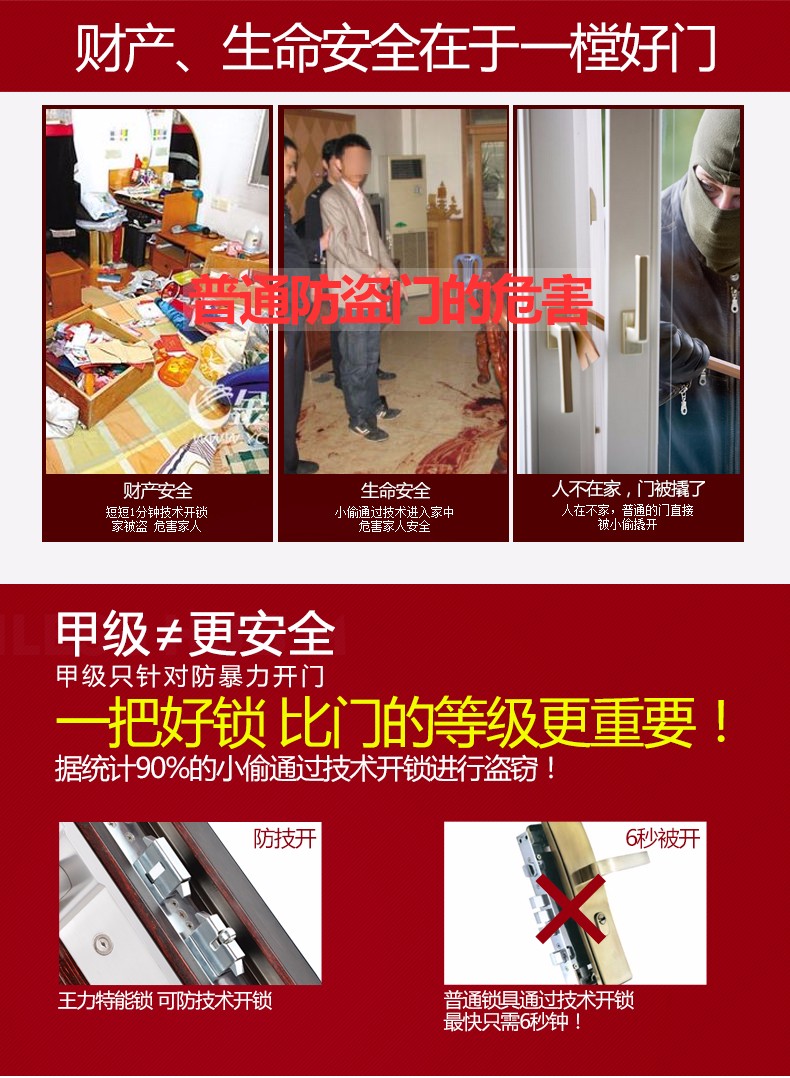 财产、生命安全在于一樘好门
普通防盗门的危害
财产安全
短短1分钟技术开锁
家被盗 危害家人
生命安全
小偷通过技术进入家中
危害家人安全
人不在家，门被撬了
人在不家，普通的门直接
被小偷撬开
甲级≠更安全
甲级只针对防暴力开门
一把好锁 比门的等级更重要！
据统计90%的小偷通过技术开锁进行盗窃！
防技开
6秒被开
王力特能锁 可防技术开锁
普通锁具通过技术开锁
最快只需6秒钟！